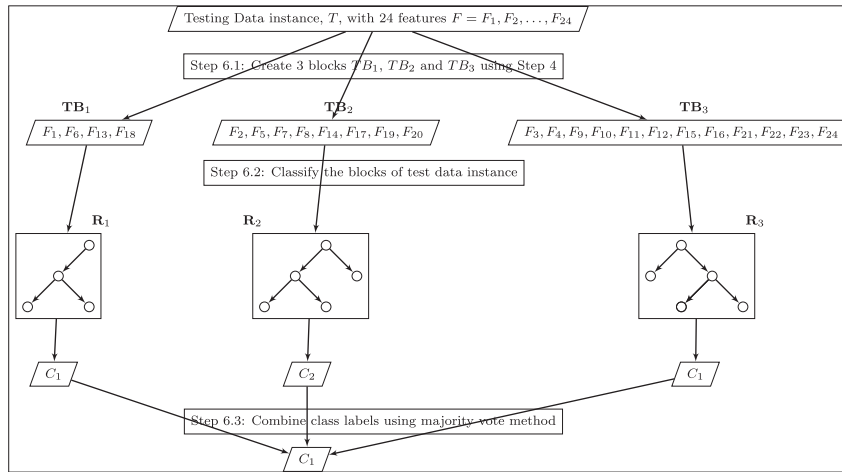 Testing Data instance, T, with 24 features F = F₁, F₂, . . . , F₂₄
Step 6.1: Create 3 blocks TB₁, TB₂ and TB₃ using Step 4
TB₁
TB₂
TB₃
F₁, F₆, F₁₃, F₁₈
F₂, F₅, F₇, F₈, F₁₄, F₁₇, F₁₉, F₂₀
F₃, F₄, F₉, F₁₀, F₁₁, F₁₂, F₁₅, F₁₆, F₂₁, F₂₂, F₂₃, F₂₄
Step 6.2: Classify the blocks of test data instance
R₁
R₂
R₃
C₁
C₂
C₁
Step 6.3: Combine class labels using majority vote method
C₁